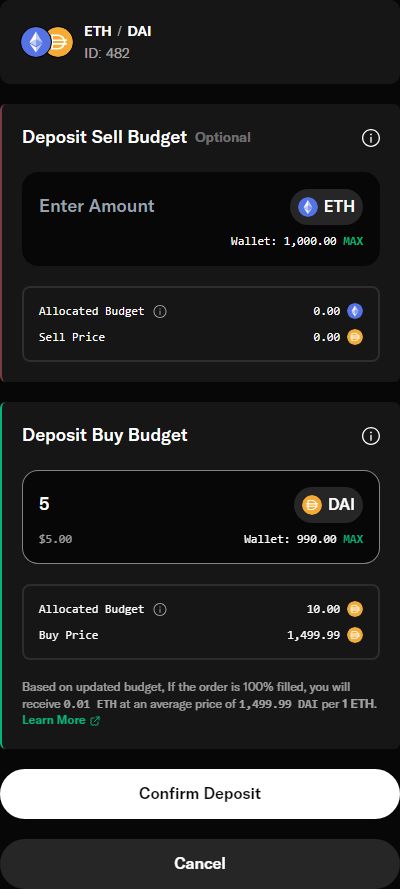 ETH / DAI
ID: 482
Deposit Sell Budget Optional
Enter Amount
ETH
Wallet: 1,000.00 MAX
Allocated Budget 0.00
Sell Price 0.00
Deposit Buy Budget
5
DAI
$5.00
Wallet: 990.00 MAX
Allocated Budget 10.00
Buy Price 1,499.99
Based on updated budget, If the order is 100% filled, you will
receive 0.01 ETH at an average price of 1,499.99 DAI per 1 ETH.
Learn More
Confirm Deposit
Cancel